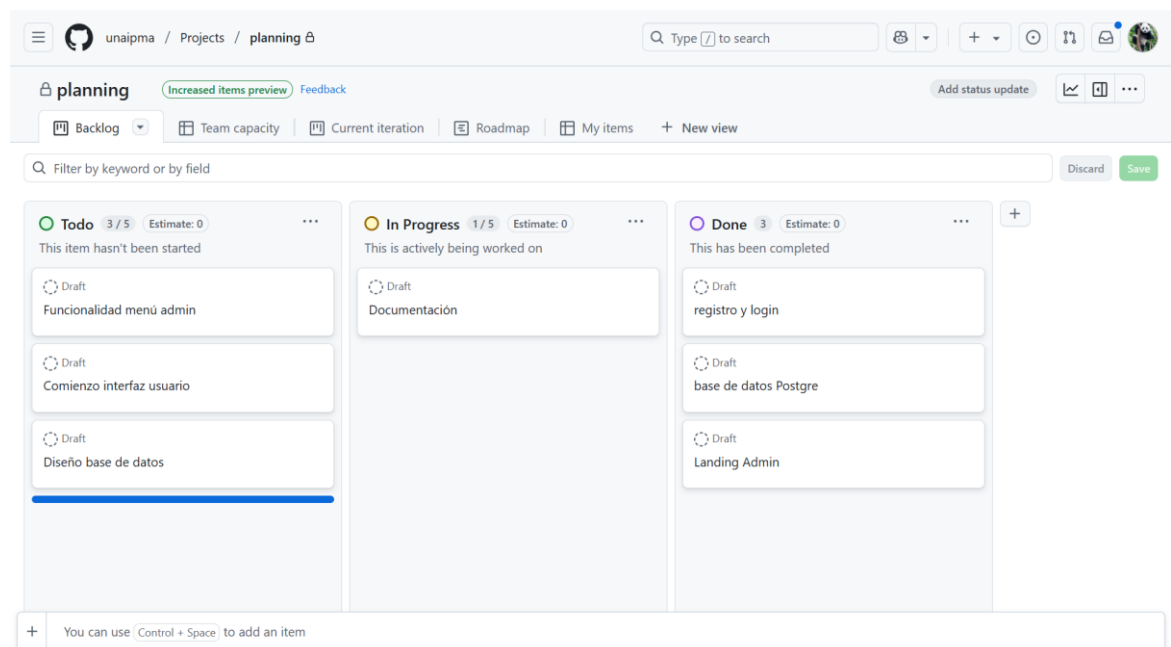 unaipma / Projects / planning
Type / to search
planning Increased items preview Feedback Add status update
Backlog Team capacity Current iteration Roadmap My items + New view
Filter by keyword or by field Discard Save
Todo 3 / 5 Estimate: 0
This item hasn't been started
Draft
Funcionalidad menú admin
Draft
Comienzo interfaz usuario
Draft
Diseño base de datos
In Progress 1 / 5 Estimate: 0
This is actively being worked on
Draft
Documentación
Done 3 Estimate: 0
This has been completed
Draft
registro y login
Draft
base de datos Postgre
Draft
Landing Admin
+ You can use Control + Space to add an item